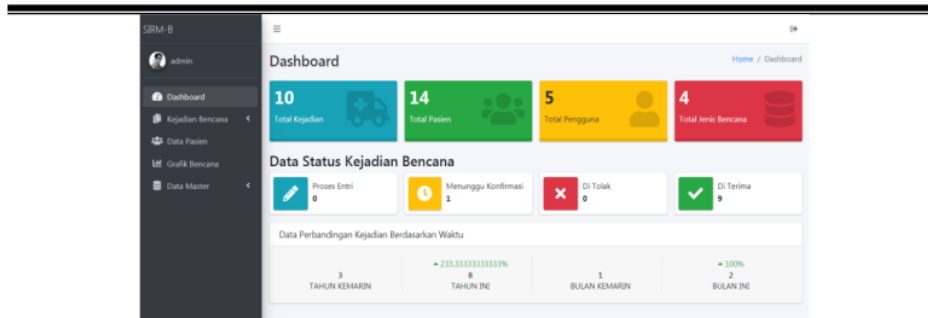 SIRM-B
admin
Dashboard
Kejadian Bencana
Data Pasien
Grafik Bencana
Data Master
Dashboard
Home / Dashboard
10
Total Kejadian
14
Total Pasien
5
Total Pengguna
4
Total Jenis Bencana
Data Status Kejadian Bencana
Proses Entri
0
Menunggu Konfirmasi
1
Di Tolak
0
Di Terima
9
Data Perbandingan Kejadian Berdasarkan Waktu
3
TAHUN KEMARIN
233.33333333333%
8
TAHUN INI
1
BULAN KEMARIN
100%
2
BULAN INI